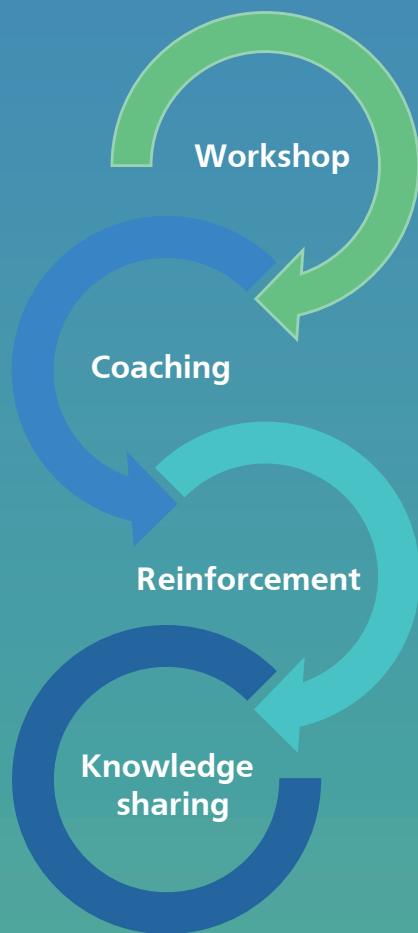 Workshop
Coaching
Reinforcement
Knowledge
sharing